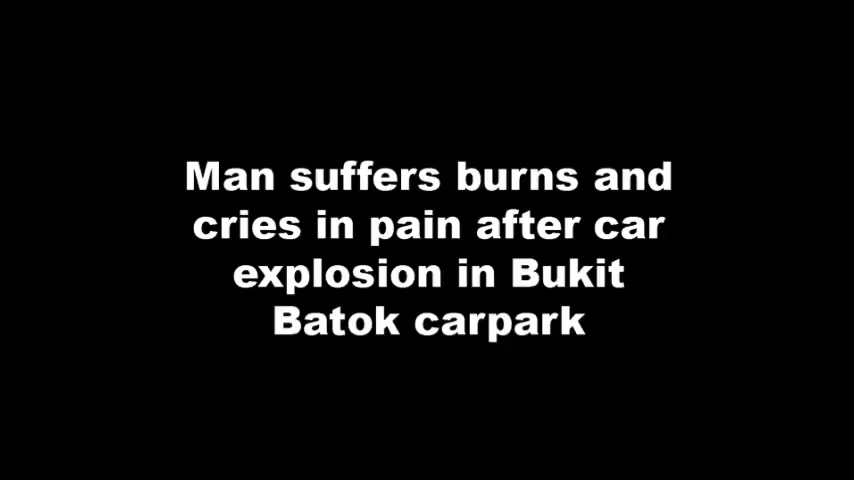 Man suffers burns and
cries in pain after car
explosion in Bukit
Batok carpark